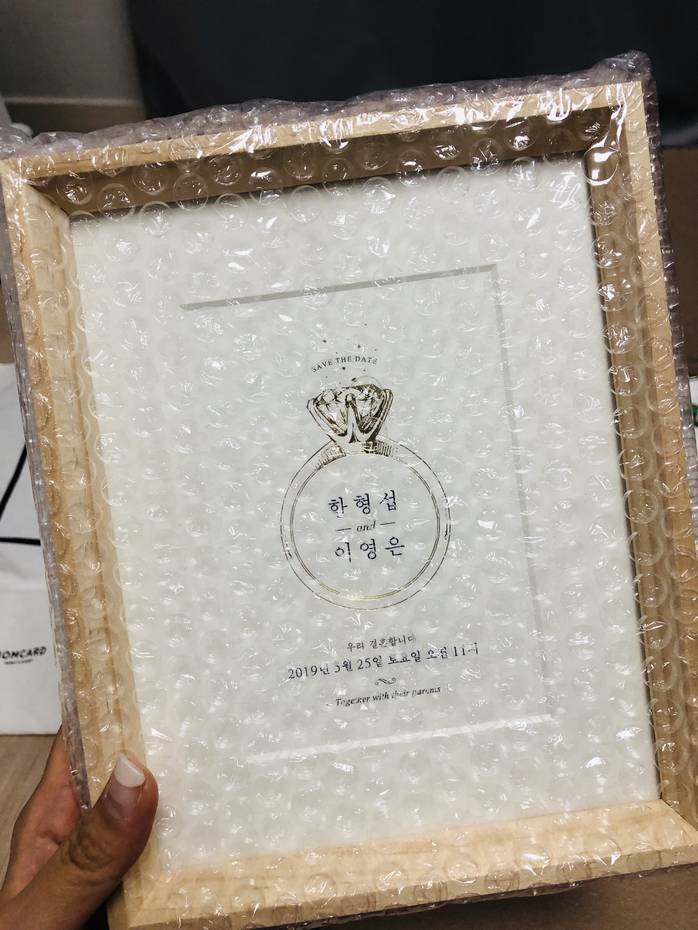 SAVE THE DATE
한형섭
and
이영은
우리 결혼합니다
2019년 5월 25일 토요일 오전 11시
Together with their parents